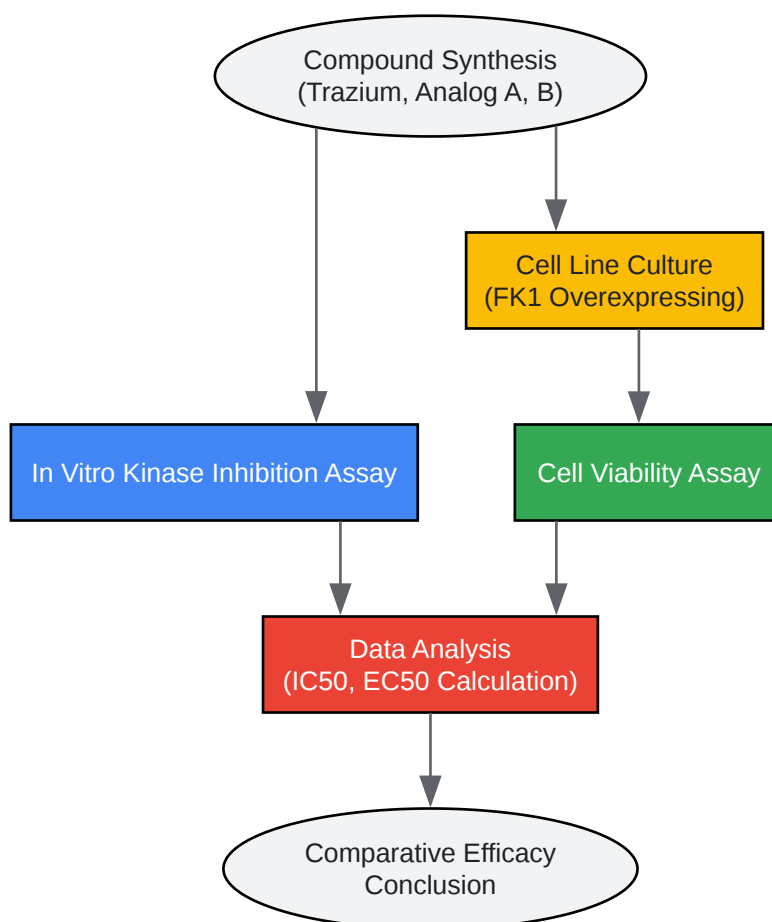 Compound Synthesis
(Trazium, Analog A, B)
Cell Line Culture
(FK1 Overexpressing)
In Vitro Kinase Inhibition Assay
Cell Viability Assay
Data Analysis
(IC50, EC50 Calculation)
Comparative Efficacy
Conclusion